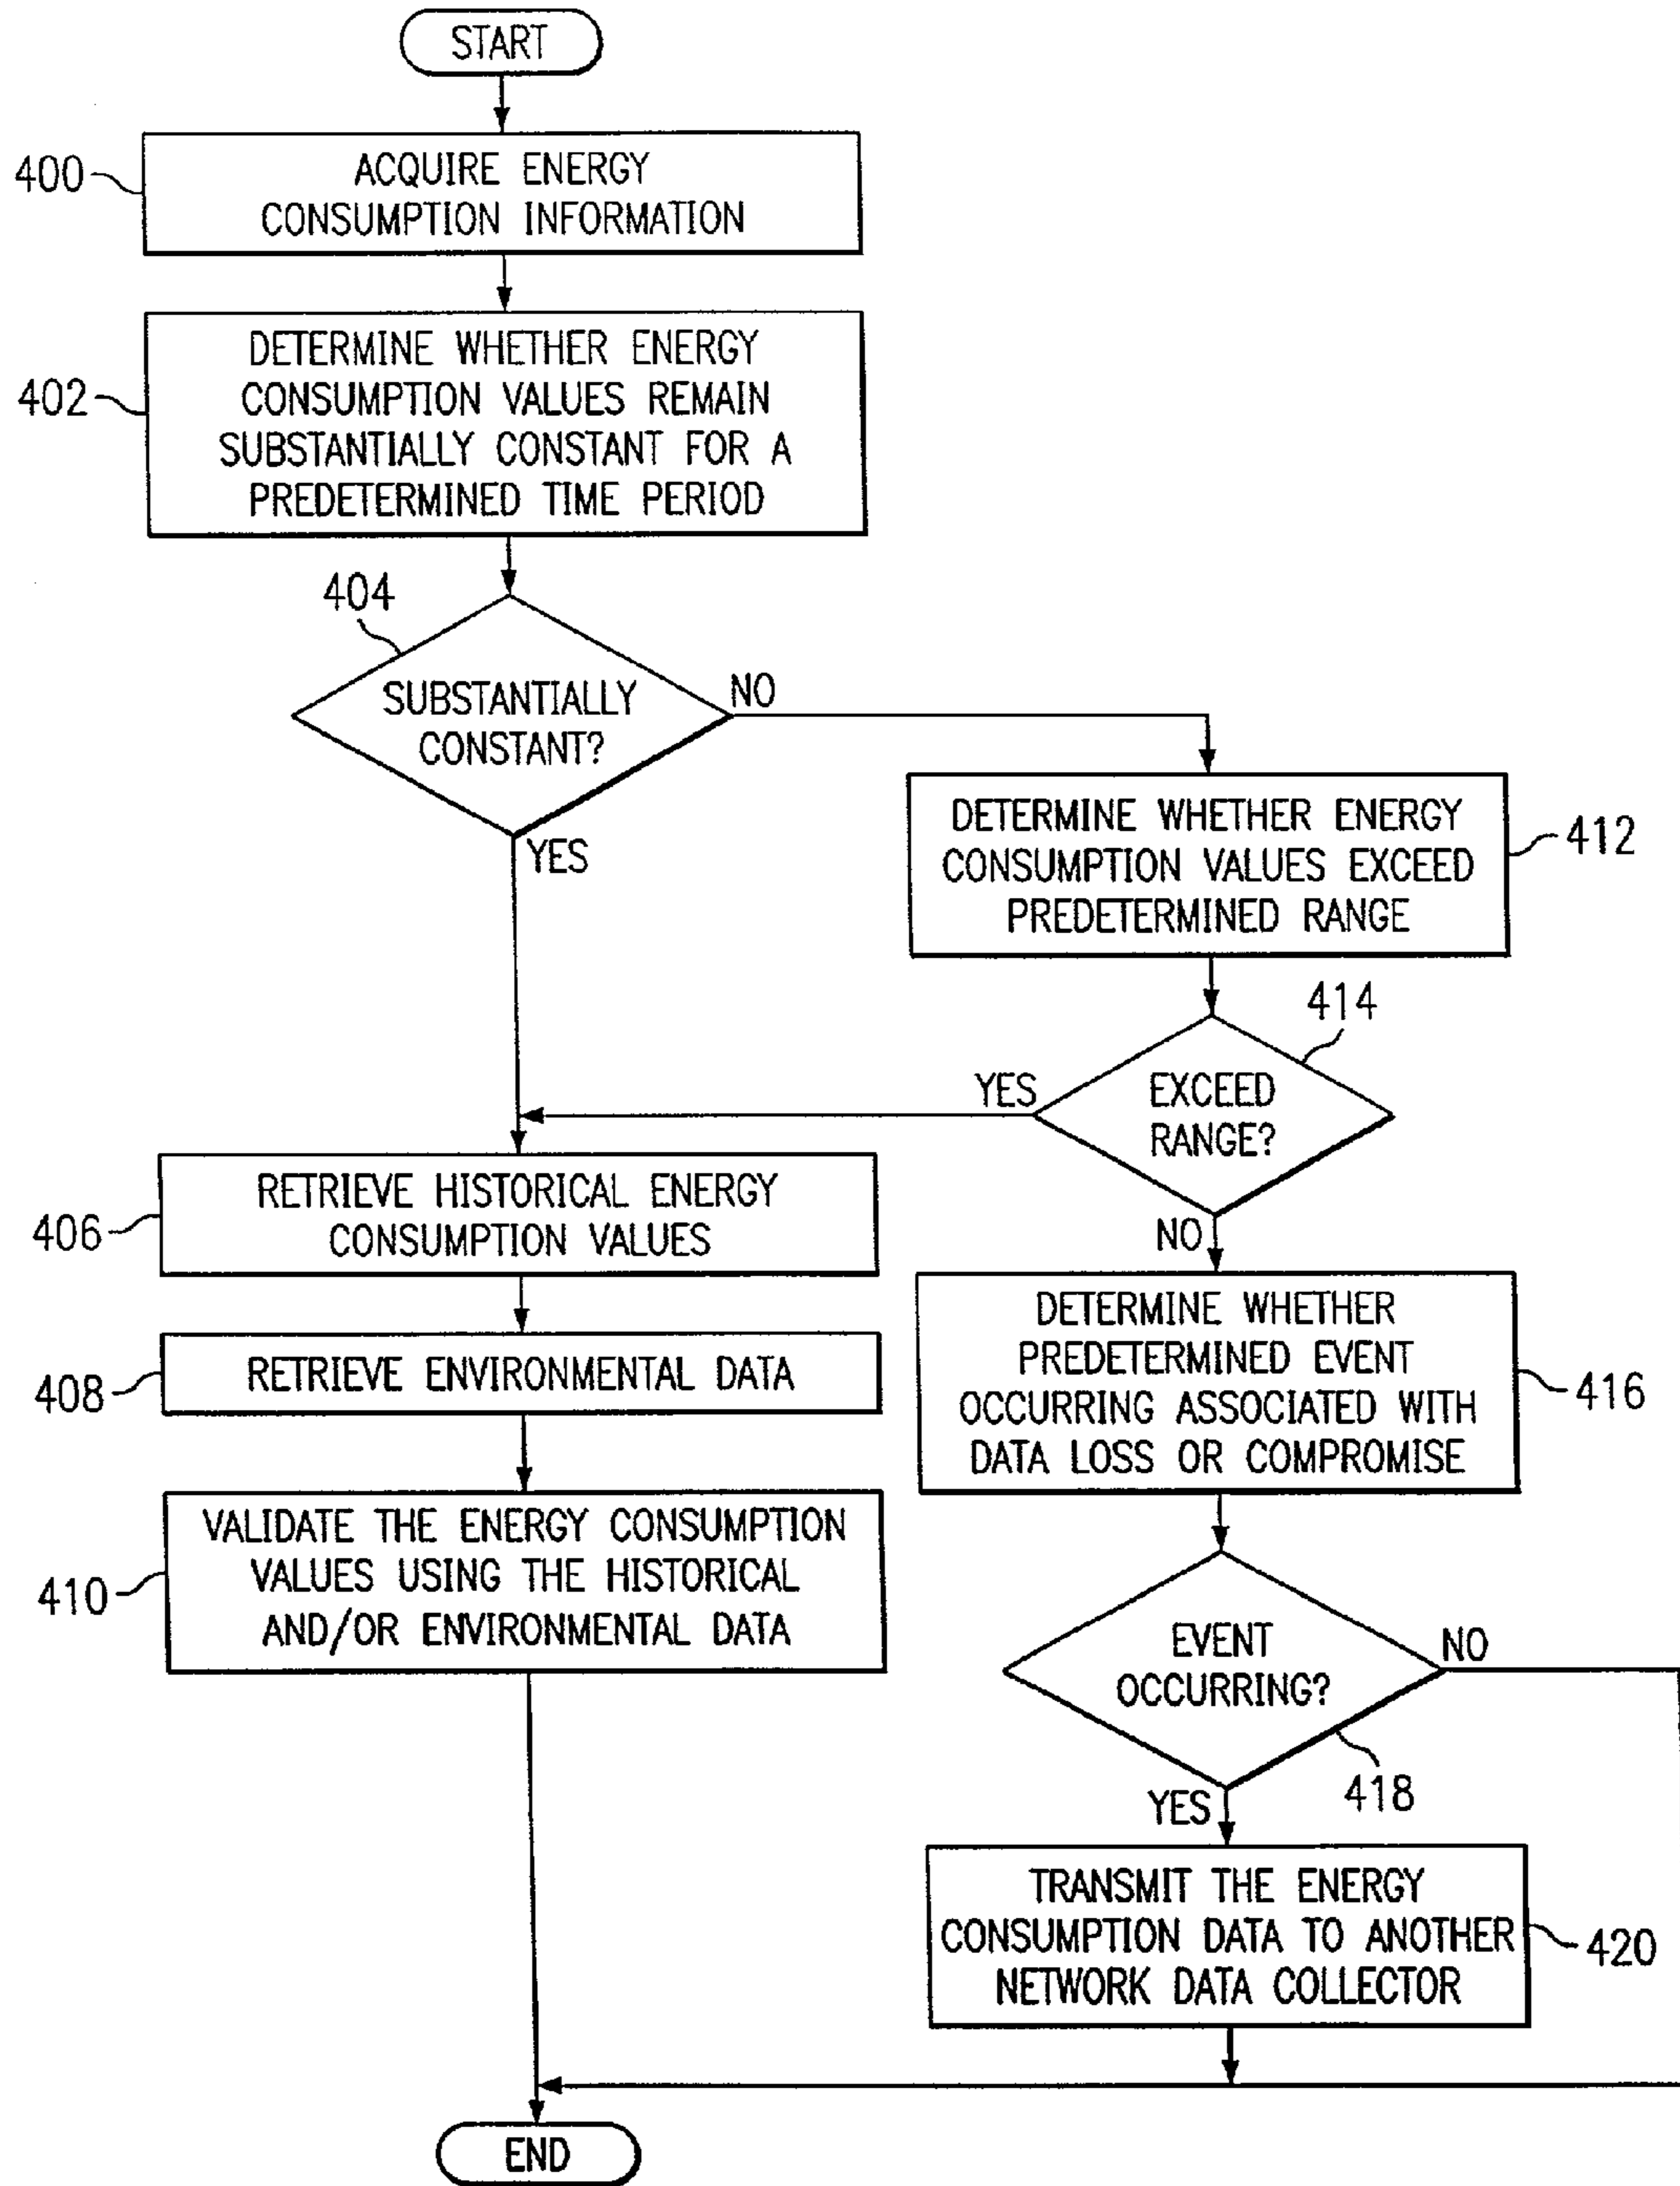 START
400
ACQUIRE ENERGY
CONSUMPTION INFORMATION
402
DETERMINE WHETHER ENERGY
CONSUMPTION VALUES REMAIN
SUBSTANTIALLY CONSTANT FOR A
PREDETERMINED TIME PERIOD
404
SUBSTANTIALLY
CONSTANT?
NO
YES
DETERMINE WHETHER ENERGY
CONSUMPTION VALUES EXCEED
PREDETERMINED RANGE
412
414
EXCEED
RANGE?
YES
NO
406
RETRIEVE HISTORICAL ENERGY
CONSUMPTION VALUES
408
RETRIEVE ENVIRONMENTAL DATA
410
VALIDATE THE ENERGY CONSUMPTION
VALUES USING THE HISTORICAL
AND/OR ENVIRONMENTAL DATA
DETERMINE WHETHER
PREDETERMINED EVENT
OCCURRING ASSOCIATED WITH
DATA LOSS OR COMPROMISE
416
EVENT
OCCURRING?
NO
418
YES
TRANSMIT THE ENERGY
CONSUMPTION DATA TO ANOTHER
NETWORK DATA COLLECTOR
420
END